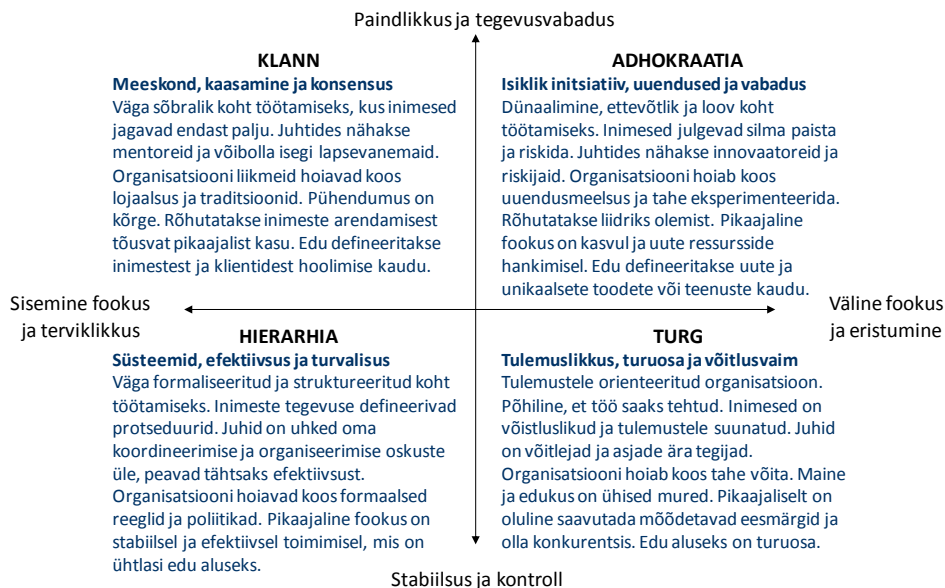 Paindlikkus ja tegevusvabadus
KLANN
Meeskond, kaasamine ja konsensus
Väga sõbralik koht töötamiseks, kus inimesed
jagavad endast palju. Juhtides nähakse
mentoreid ja võibolla isegi lapsevanemaid.
Organisatsiooni liikmeid hoiavad koos
lojaalsus ja traditsioonid. Pühendumus on
kõrge. Rõhutatakse inimeste arendamisest
tõusvat pikaajalist kasu. Edu defineeritakse
inimestest ja klientidest hoolimise kaudu.
ADHOKRAATIA
Isiklik initsiatiiv, uuendused ja vabadus
Dünaalimine, ettevõtlik ja loov koht
töötamiseks. Inimesed julgevad silma paista
ja riskida. Juhtides nähakse innovaatoreid ja
riskijaid. Organisatsiooni hoiab koos
uuendusmeelsus ja tahe eksperimenteerida.
Rõhutatakse liidriks olemist. Pikaajaline
fookus on kasvul ja uute ressursside
hankimisel. Edu defineeritakse uute ja
unikaalsete toodete või teenuste kaudu.
Sisemine fookus
ja terviklikkus
Väline fookus
ja eristumine
HIERARHIA
Süsteemid, efektiivsus ja turvalisus
Väga formaliseeritud ja struktureeritud koht
töötamiseks. Inimeste tegevuse defineerivad
protseduurid. Juhid on uhked oma
koordineerimise ja organiseerimise oskuste
üle, peavad tähtsaks efektiivsust.
Organisatsiooni hoiavad koos formaalsed
reeglid ja poliitikad. Pikaajaline fookus on
stabiilsel ja efektiivsel toimimisel, mis on
ühtlasi edu aluseks.
TURG
Tulemuslikkus, turuosa ja võitlusvaim
Tulemustele orienteeritud organisatsioon.
Põhiline, et töö saaks tehtud. Inimesed on
võistluslikud ja tulemustele suunatud. Juhid
on võitlejad ja asjade ära tegijad.
Organisatsiooni hoiab koos tahe võita. Maine
ja edukus on ühised mured. Pikaajaliselt on
oluline saavutada mõõdetavad eesmärgid ja
olla konkurentsis. Edu aluseks on turuosa.
Stabiilsus ja kontroll